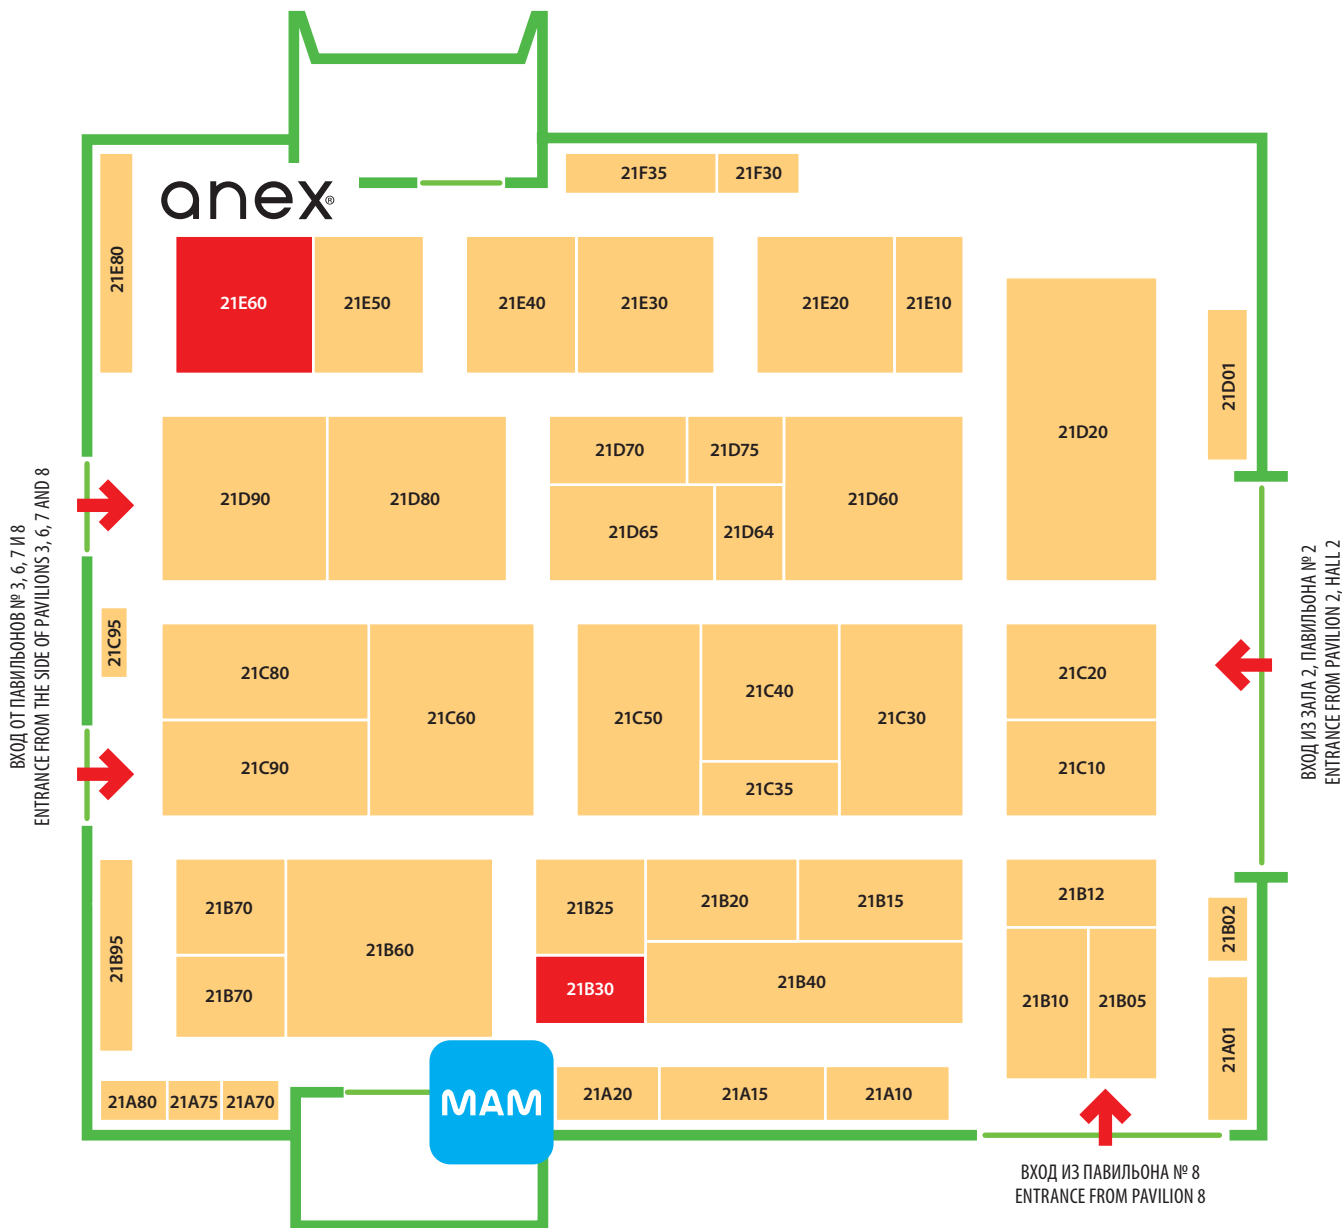 anex®
21F35
21F30
21E80
21E60
21E50
21E40
21E30
21E20
21E10
21D01
21D20
21D70
21D75
21D90
21D80
21D65
21D64
21D60
ВХОД ОТ ПАВИЛЬОНОВ № 3, 6, 7 И 8
ENTRANCE FROM THE SIDE OF PAVILIONS 3, 6, 7 AND 8
ВХОД ИЗ ЗАЛА 2, ПАВИЛЬОНА № 2
ENTRANCE FROM PAVILION 2, HALL 2
21C95
21C80
21C60
21C50
21C40
21C30
21C20
21C90
21C35
21C10
21B95
21B70
21B60
21B25
21B20
21B15
21B12
21B02
21B70
21B30
21B40
21B10
21B05
21A01
21A80
21A75
21A70
MAM
21A20
21A15
21A10
ВХОД ИЗ ПАВИЛЬОНА № 8
ENTRANCE FROM PAVILION 8